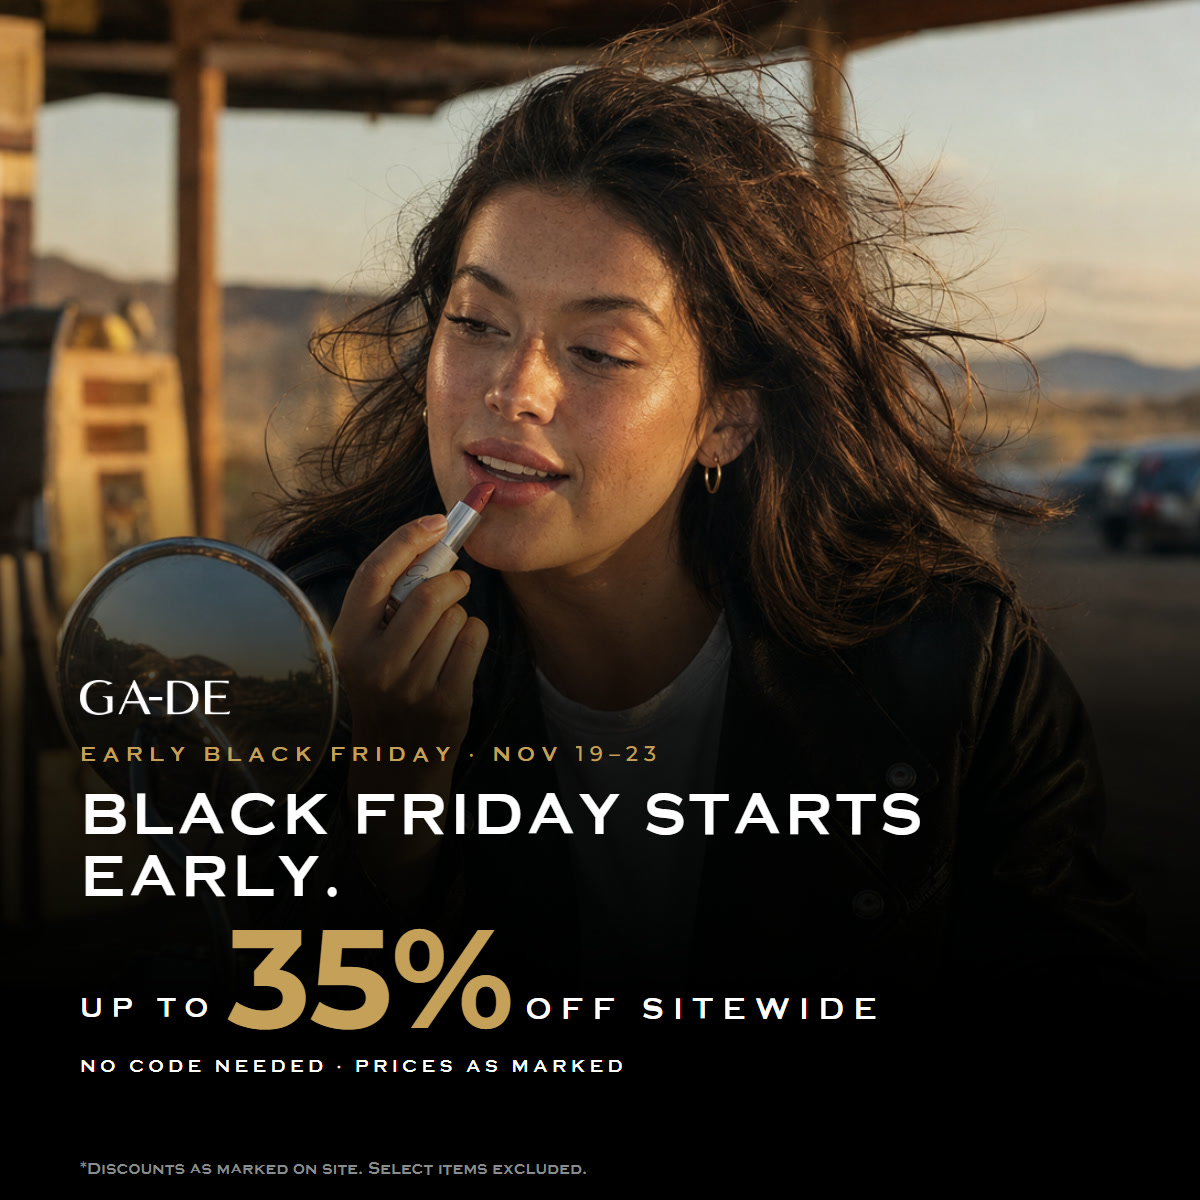 GA-DE
EARLY BLACK FRIDAY · NOV 19–23
BLACK FRIDAY STARTS
EARLY.
UP TO 35% OFF SITEWIDE
NO CODE NEEDED · PRICES AS MARKED
*DISCOUNTS AS MARKED ON SITE. SELECT ITEMS EXCLUDED.